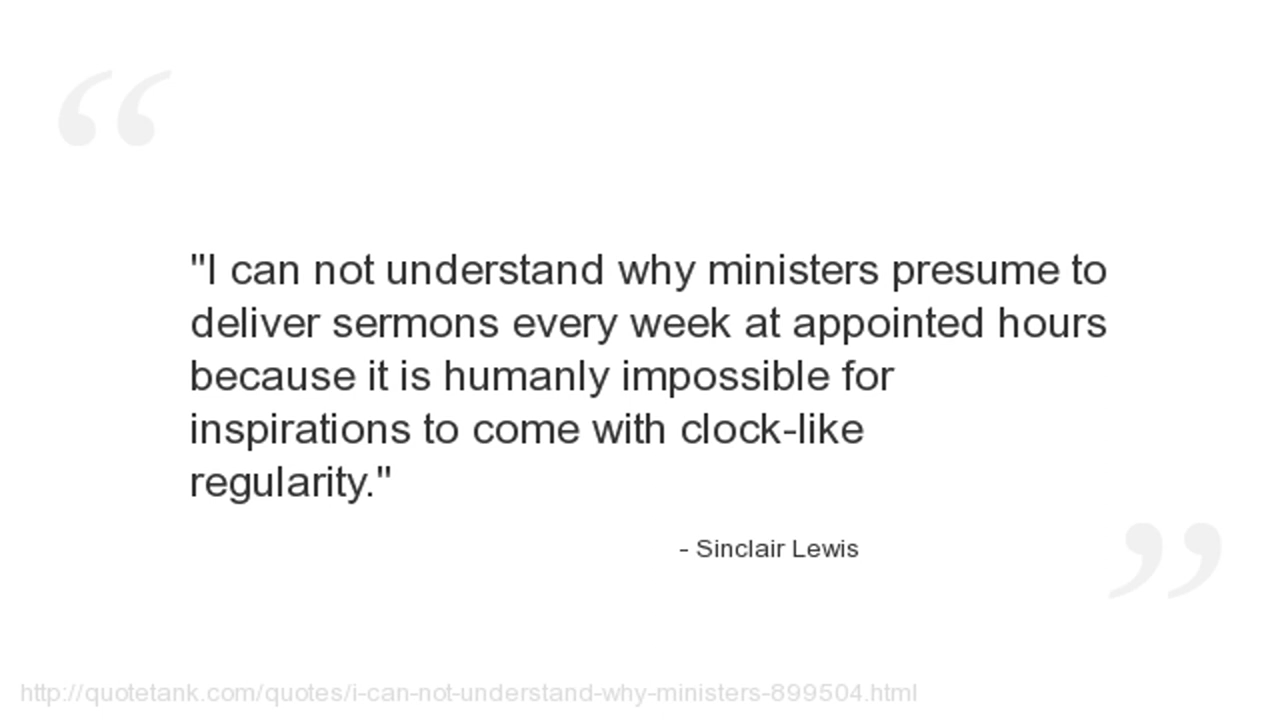 "I can not understand why ministers presume to
deliver sermons every week at appointed hours
because it is humanly impossible for
inspirations to come with clock-like
regularity."
- Sinclair Lewis
http://quotetank.com/quotes/i-can-not-understand-why-ministers-899504.html